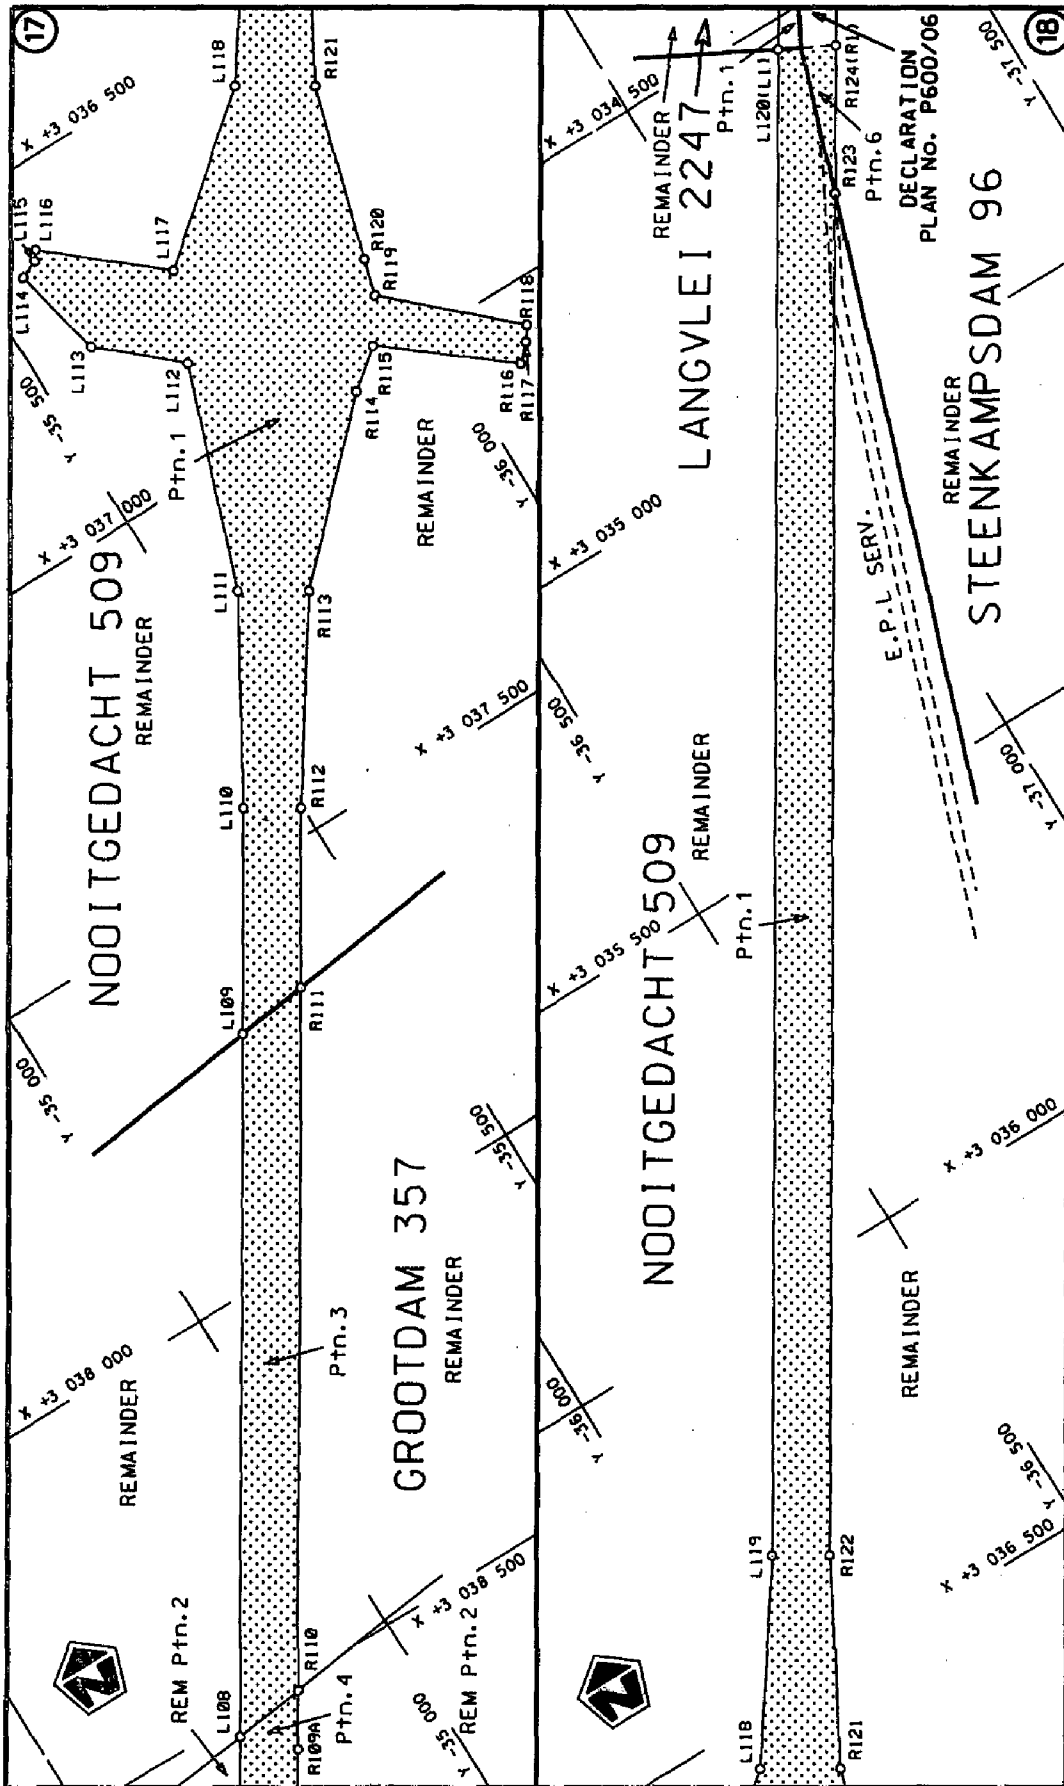 17
L118
R121
X +3 036 500
L115
L116
L114
L117
R120
R119
L113
R118
L112
R115
R116
R117
R114
Y -35 500
Ptn.1
REMAINDER
Y -36 000
X +3 037 000
NOOITGEDACHT 509
REMAINDER
L111
R113
X +3 037 500
L110
R112
L109
R111
Y -35 000
Y -35 500
GROOTDAM 357
REMAINDER
Ptn.3
X +3 038 000
REMAINDER
X +3 038 500
REM Ptn.2
L108
R110
Ptn.4
R109A
REM Ptn.2
Y -35 000
N
18
Y -37 500
DECLARATION
PLAN No. P600/06
R124(R1)
L120(L1)
Ptn.1
REMAINDER
X +3 034 500
LANGVLEI 2247
R123
Ptn.6
REMAINDER
STEENKAMPSDAM 96
E.P.L SERV.
X +3 035 000
Y -36 500
Y -37 000
NOOITGEDACHT 509
REMAINDER
Ptn.1
X +3 035 500
X +3 036 000
REMAINDER
Y -36 000
Y -36 500
X +3 036 500
L119
R122
L118
R121
N